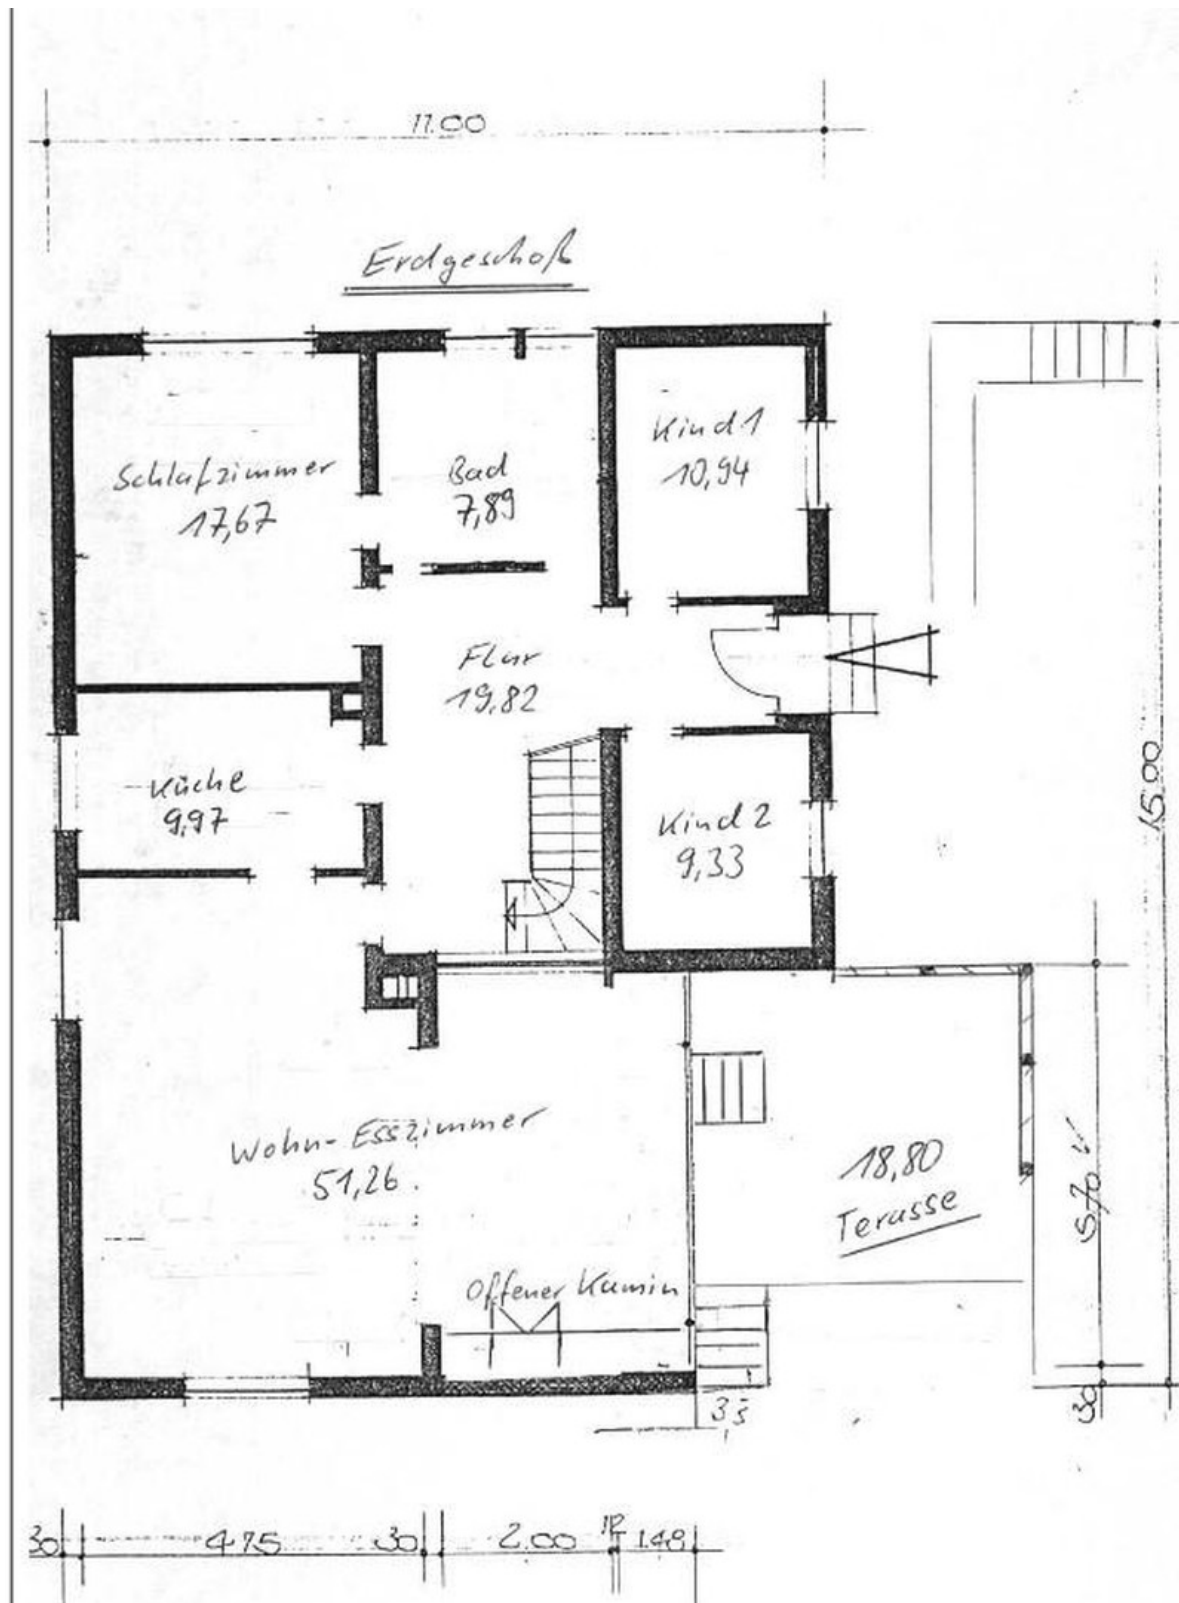 11.00
Erdgeschoß
Kind 1
10,94
Schlafzimmer
17,67
Bad
7,89
Flur
19,82
Küche
9,97
Kind 2
9,33
15.00
Wohn-Esszimmer
51,26
18,80
Terasse
5,70
Offener Kamin
30
30
4.75
30
2.00
1.48